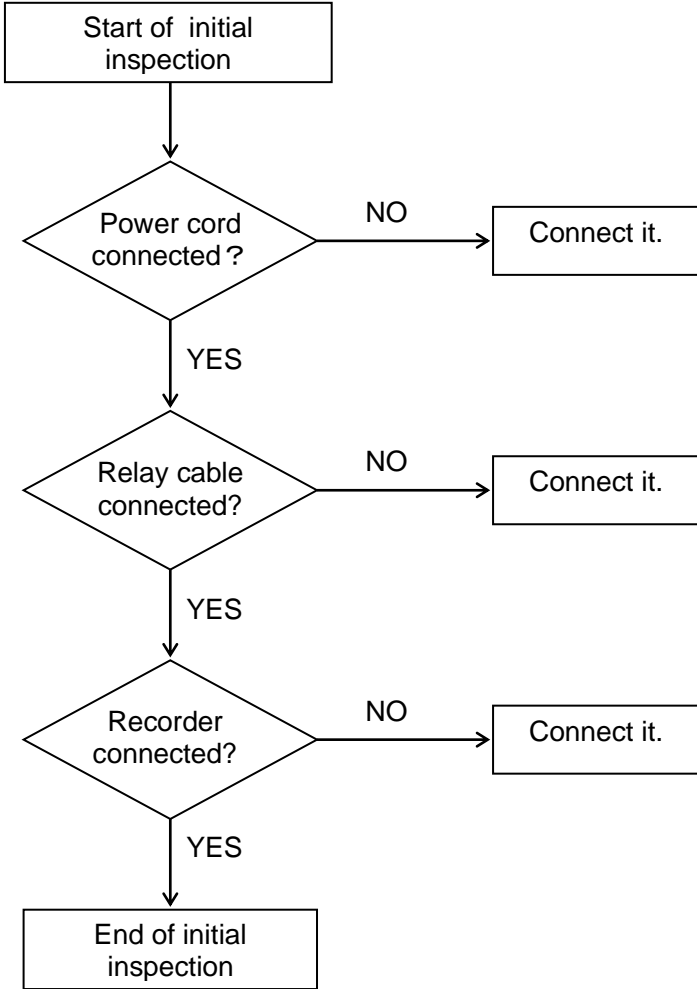 Start of initial
inspection
Power cord
connected？
NO
Connect it.
YES
Relay cable
connected?
NO
Connect it.
YES
Recorder
connected?
NO
Connect it.
YES
End of initial
inspection